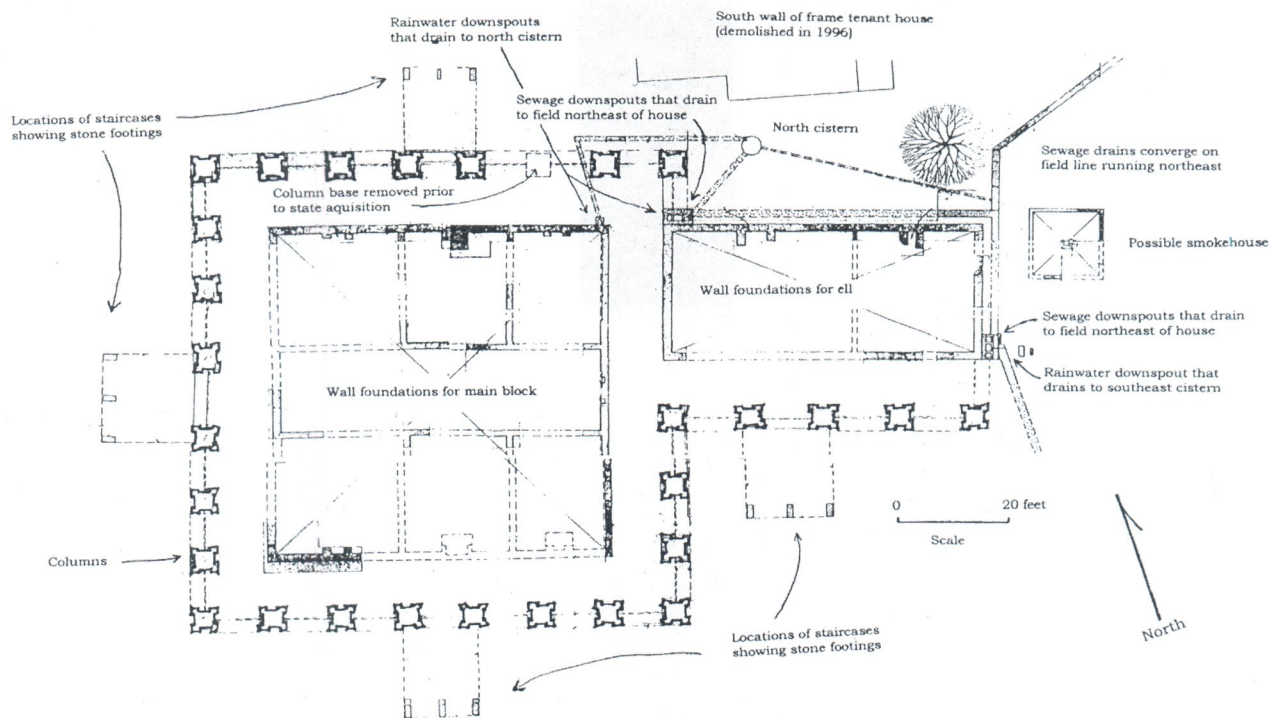 South wall of frame tenant house
(demolished in 1996)
Rainwater downspouts
that drain to north cistern
Sewage downspouts that drain
to field northeast of house
North cistern
Locations of staircases
showing stone footings
Sewage drains converge on
field line running northeast
Column base removed prior
to state aquisition
Possible smokehouse
Wall foundations for ell
Sewage downspouts that drain
to field northeast of house
Rainwater downspout that
drains to southeast cistern
Wall foundations for main block
0 20 feet
Scale
Columns
Locations of staircases
showing stone footings
North